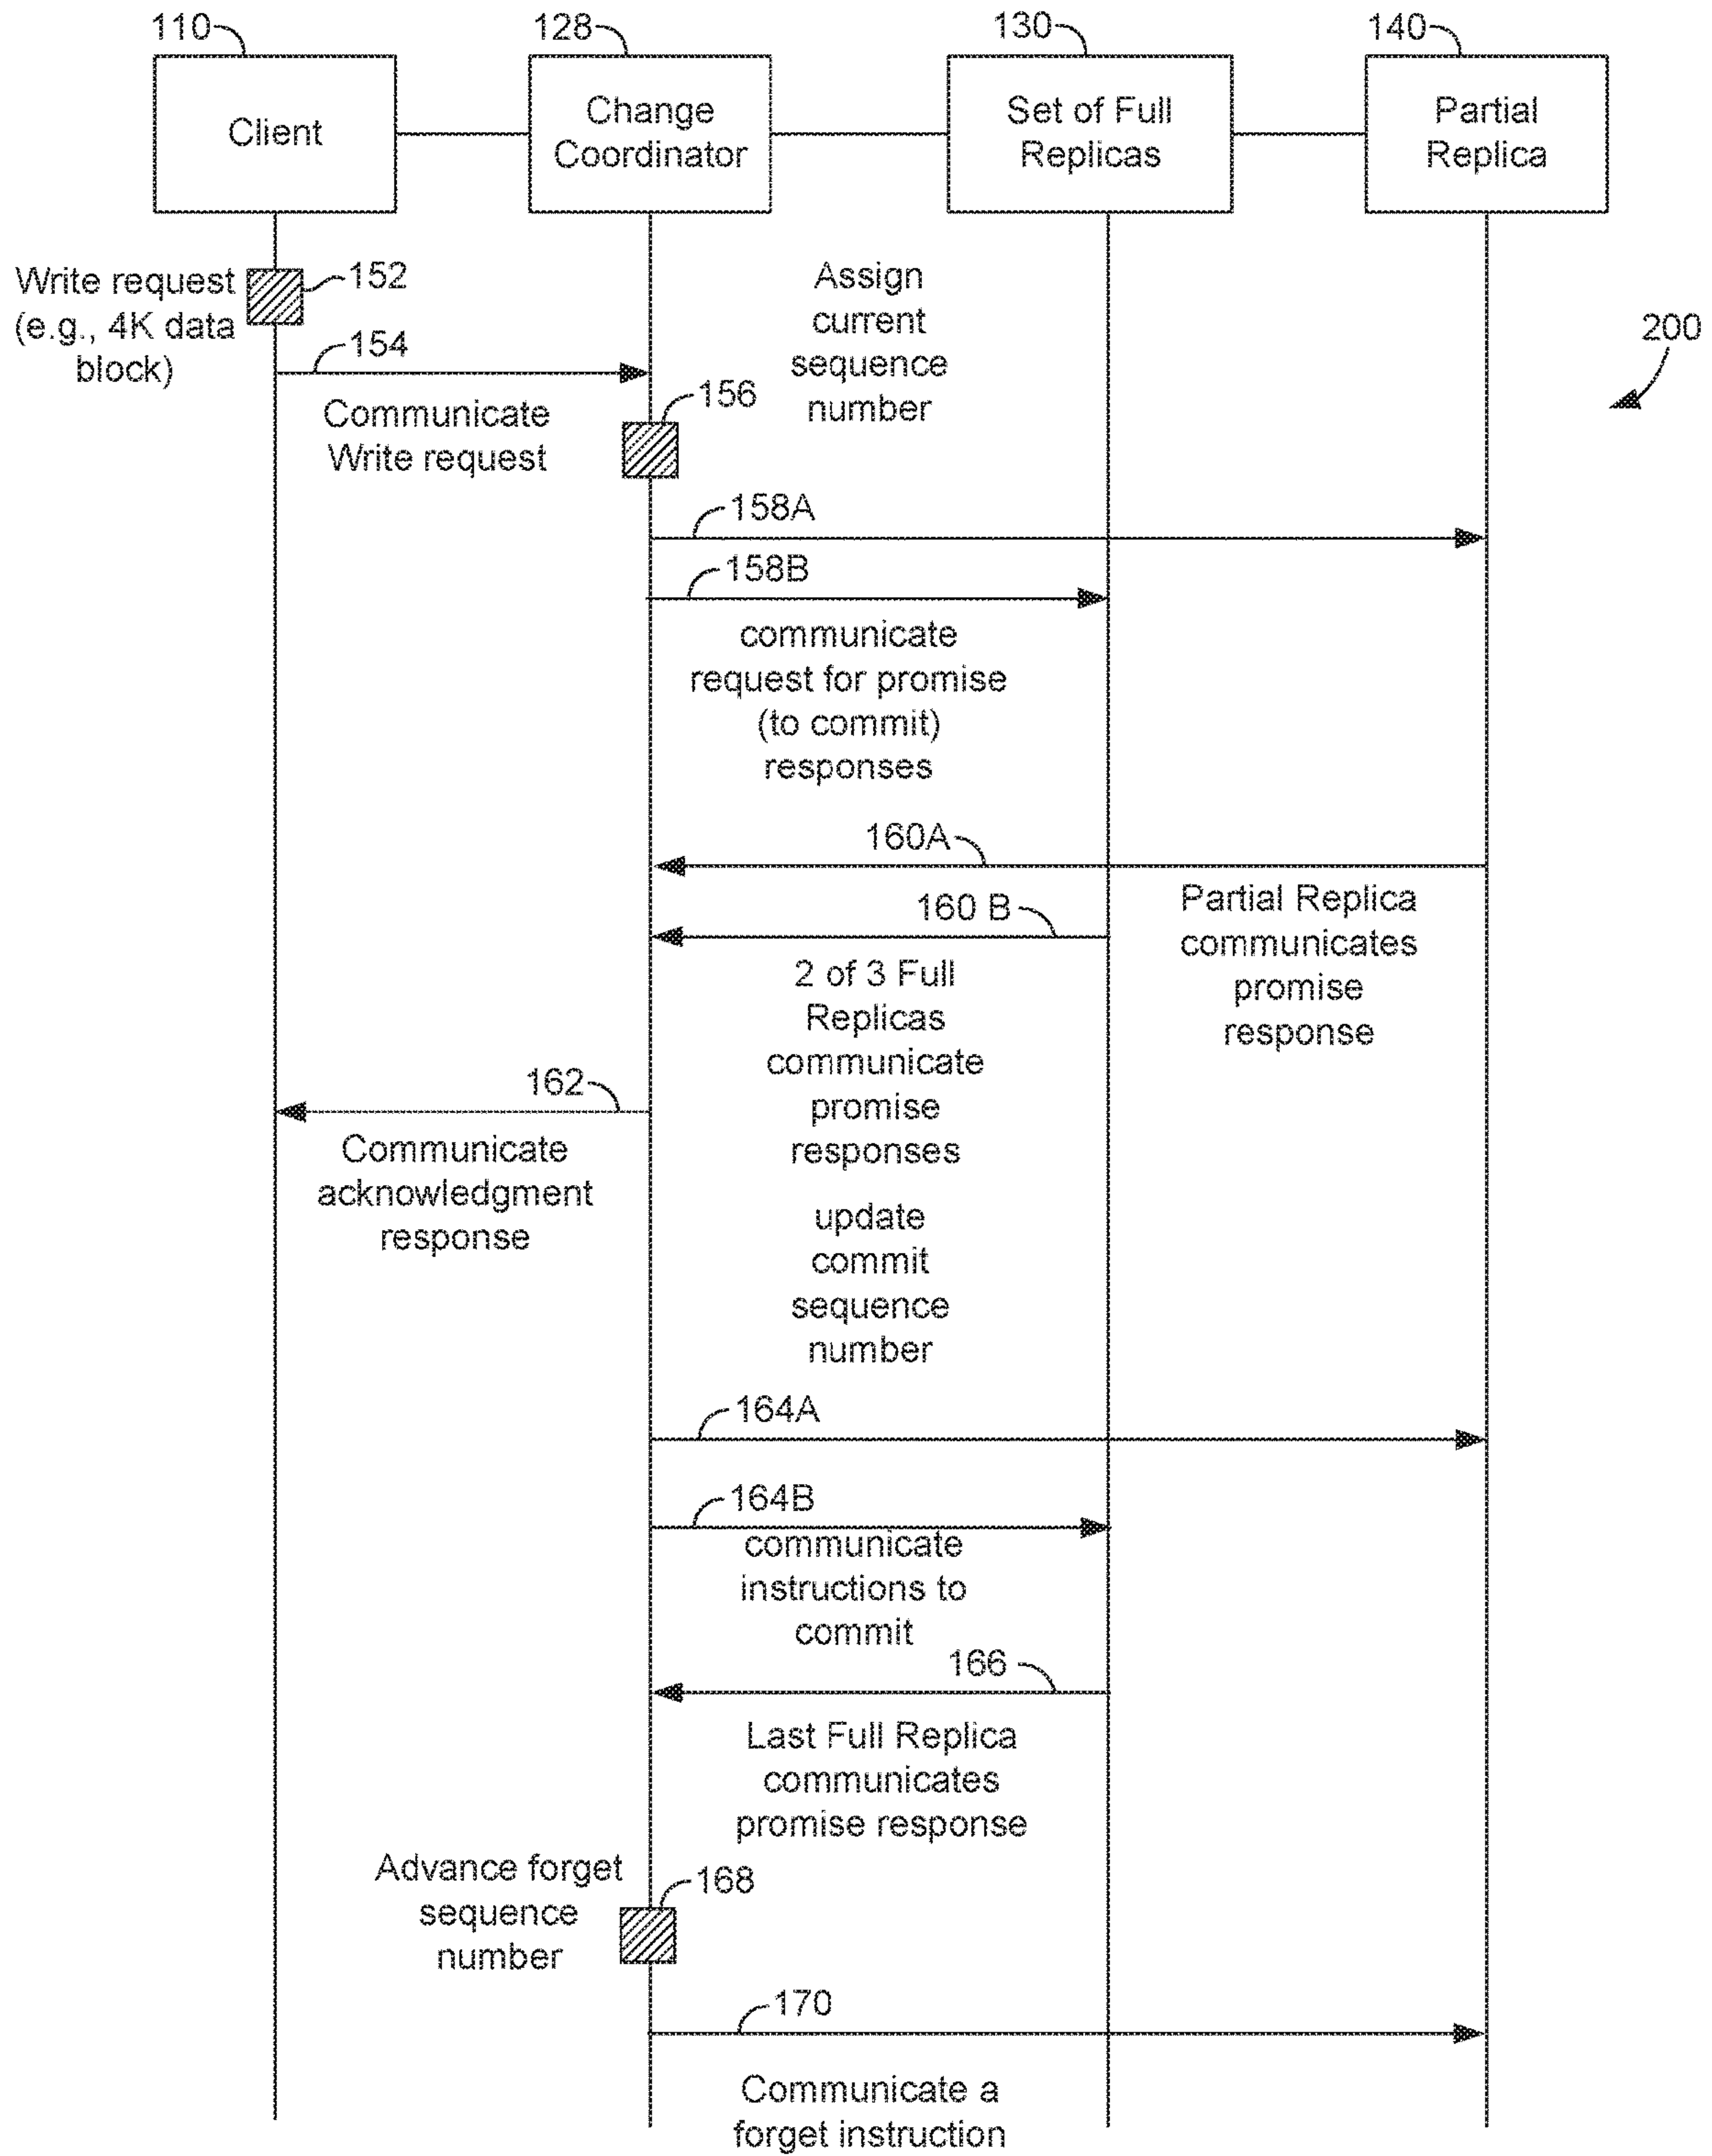 110
128
130
140
Client
Change
Coordinator
Set of Full
Replicas
Partial
Replica
Write request
(e.g., 4K data
block)
152
154
Communicate
Write request
156
Assign
current
sequence
number
200
158A
158B
communicate
request for promise
(to commit)
responses
160A
Partial Replica
communicates
promise
response
160 B
2 of 3 Full
Replicas
communicate
promise
responses
162
Communicate
acknowledgment
response
update
commit
sequence
number
164A
164B
communicate
instructions to
commit
166
Last Full Replica
communicates
promise response
Advance forget
sequence
number
168
170
Communicate a
forget instruction